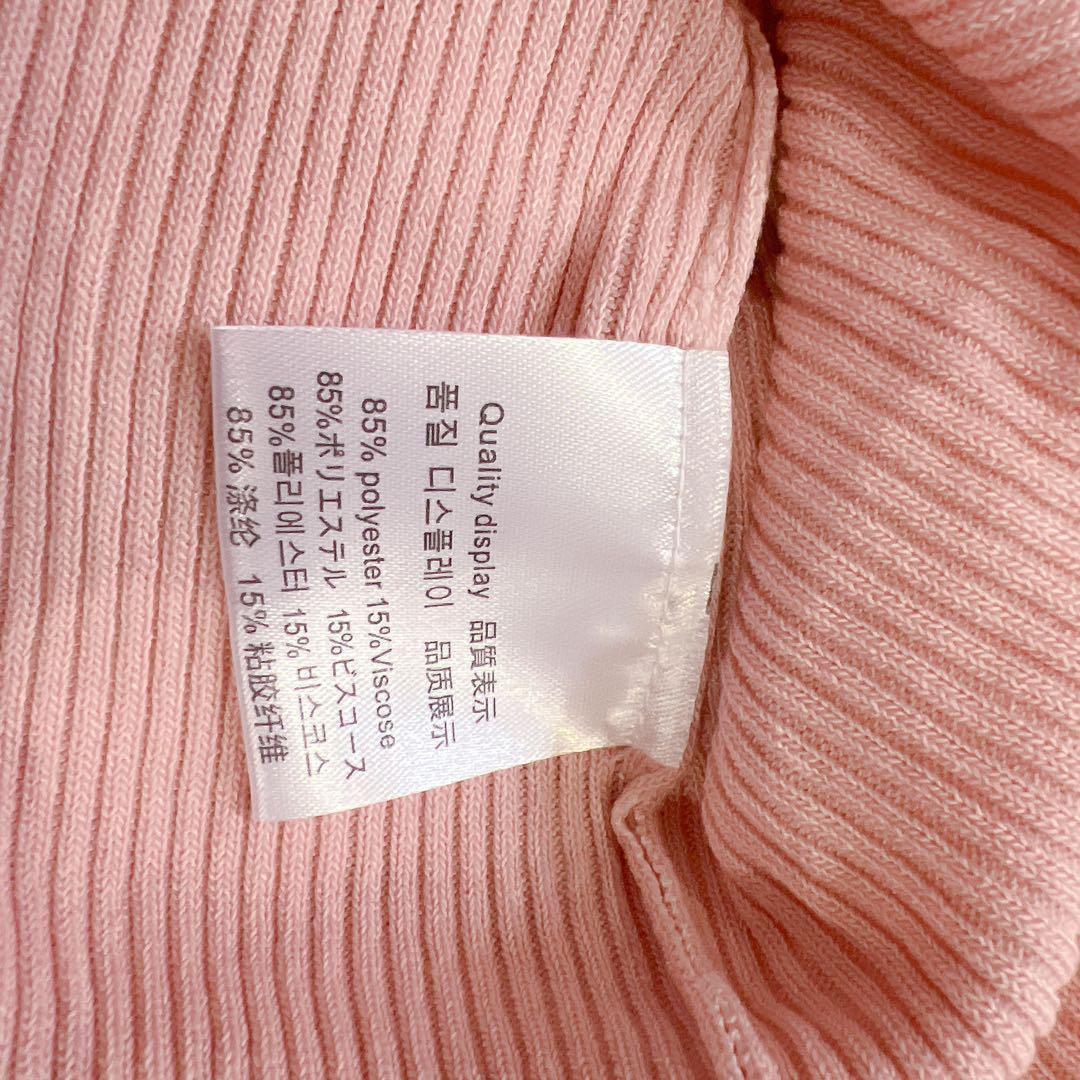 Quality display 品質表示
품질 디스플레이 品质展示
85% polyester 15%Viscose
85%ポリエステル 15%ビスコース
85%폴리에스터 15% 비스코스
85% 涤纶 15%粘胶纤维